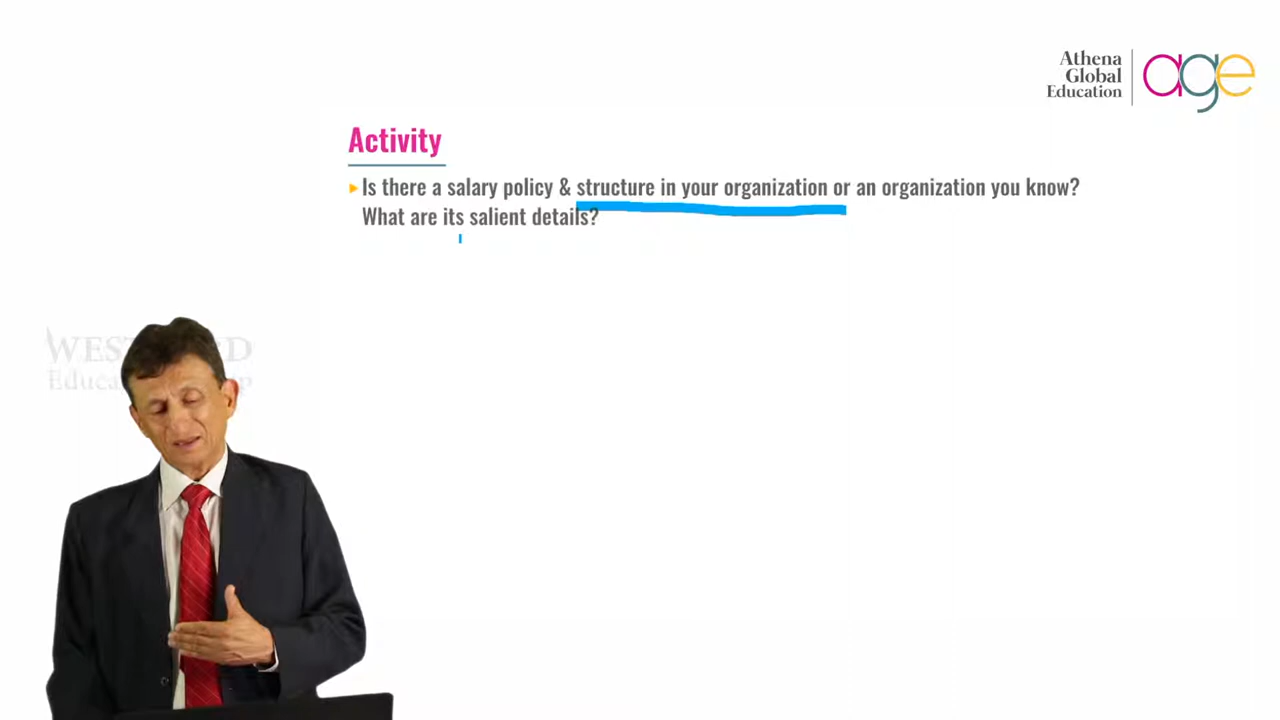 Athena
Global
Education
age
Activity
Is there a salary policy & structure in your organization or an organization you know?
What are its salient details?